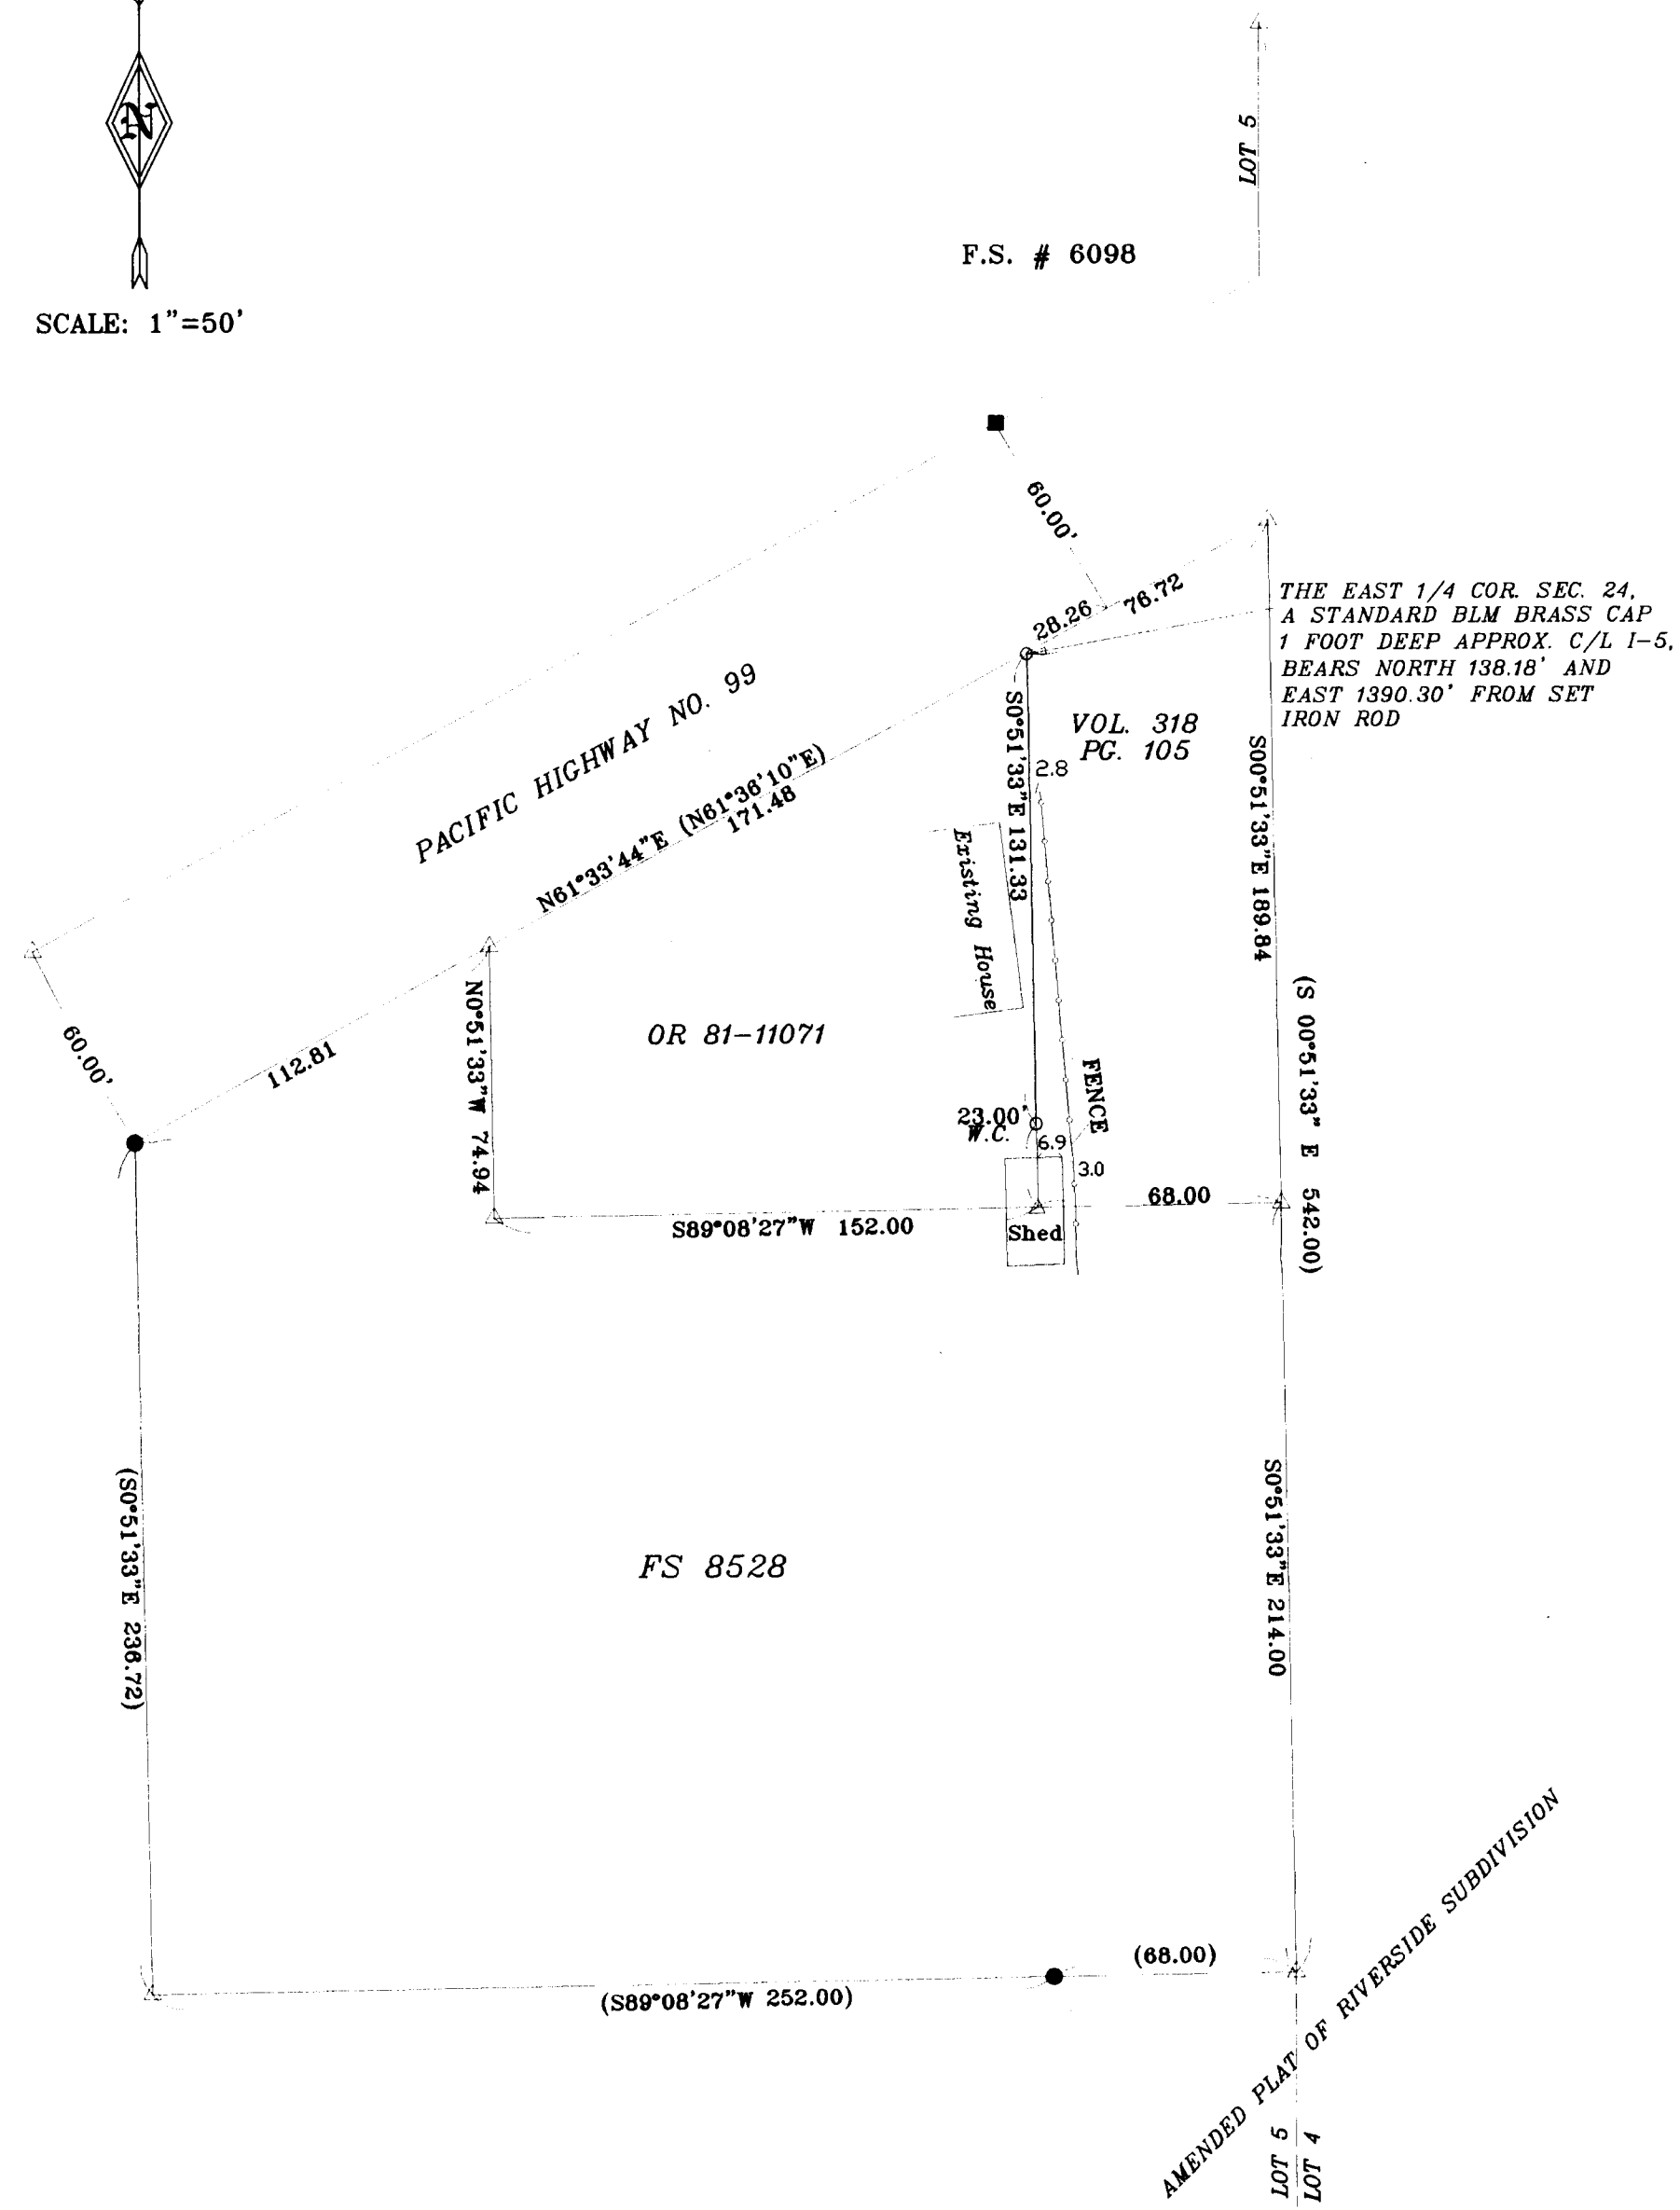 N
SCALE: 1"=50'
LOT 5
F.S. # 6098
60.00'
28.26
76.72
THE EAST 1/4 COR. SEC. 24,
A STANDARD BLM BRASS CAP
1 FOOT DEEP APPROX. C/L I-5,
BEARS NORTH 138.18' AND
EAST 1390.30' FROM SET
IRON ROD
PACIFIC HIGHWAY NO. 99
N61°33'44"E (N61°36'10"E)
171.48
S0°51'33"E 131.33
VOL. 318
PG. 105
2.8
S00°51'33"E 189.84
Existing House
(S 00°51'33" E 542.00)
60.00'
112.81
N0°51'33"W 74.94
OR 81-11071
FENCE
23.00'
W.C.
6.9
3.0
68.00
S89°08'27"W 152.00
Shed
(S0°51'33"E 236.72)
FS 8528
S0°51'33"E 214.00
(68.00)
(S89°08'27"W 252.00)
AMENDED PLAT OF RIVERSIDE SUBDIVISION
LOT 5
LOT 4